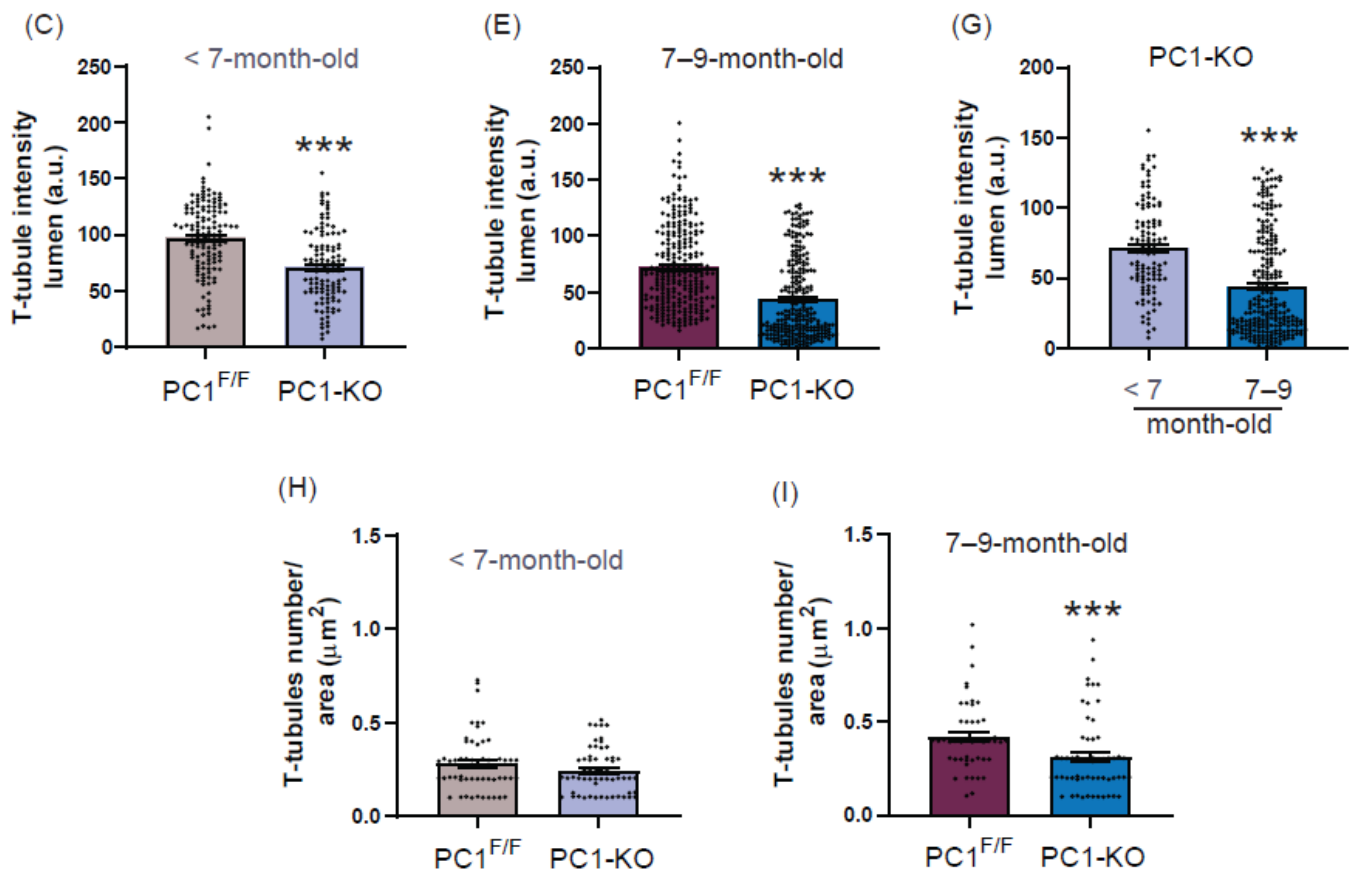 (C)
< 7-month-old
T-tubule intensity
lumen (a.u.)
250
200
150
100
50
0
***
PC1F/F
PC1-KO
(E)
7–9-month-old
T-tubule intensity
lumen (a.u.)
250
200
150
100
50
0
***
PC1F/F
PC1-KO
(G)
PC1-KO
T-tubule intensity
lumen (a.u.)
200
150
100
50
0
***
< 7
7–9
month-old
(H)
< 7-month-old
T-tubules number/
area (μm²)
1.5
1.0
0.5
0.0
PC1F/F
PC1-KO
(I)
7–9-month-old
T-tubules number/
area (μm²)
1.5
1.0
0.5
0.0
***
PC1F/F
PC1-KO